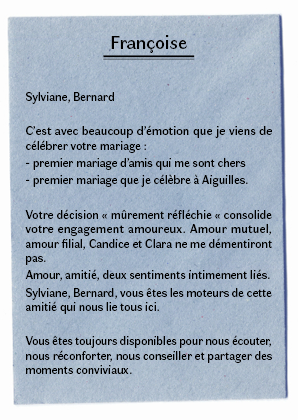 Françoise
Sylviane, Bernard
C'est avec beaucoup d'émotion que je viens de
célébrer votre mariage :
- premier mariage d'amis qui me sont chers
- premier mariage que je célèbre à Aiguilles.
Votre décision « mûrement réfléchie « consolide
votre engagement amoureux. Amour mutuel,
amour filial, Candice et Clara ne me démentiront
pas.
Amour, amitié, deux sentiments intimement liés.
Sylviane, Bernard, vous êtes les moteurs de cette
amitié qui nous lie tous ici.
Vous êtes toujours disponibles pour nous écouter,
nous réconforter, nous conseiller et partager des
moments conviviaux.